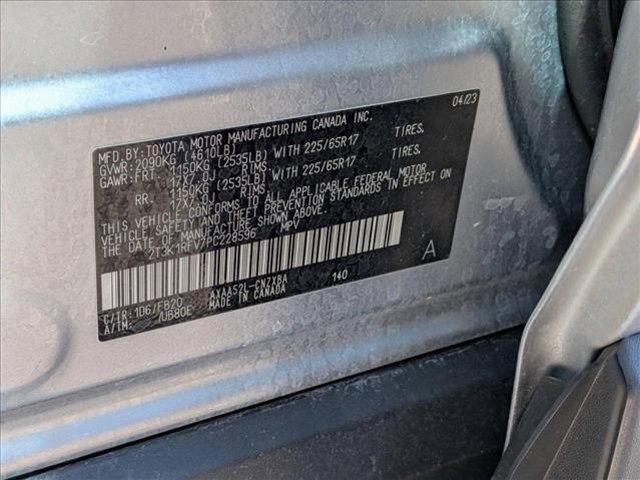 04/23
MFD.BY:TOYOTA MOTOR MANUFACTURING CANADA INC.
GVWR:2090KG (4610LB)
GAWR:FRT. 1150KG (2535LB) WITH 225/65R17 TIRES.
17X7.0J RIMS
RR. 1150KG (2535LB) WITH 225/65R17 TIRES.
17X7.0J RIMS
THIS VEHICLE CONFORMS TO ALL APPLICABLE FEDERAL MOTOR VEHICLE
SAFETY AND THEFT PREVENTION STANDARDS IN EFFECT ON
THE DATE OF MANUFACTURE SHOWN ABOVE.
2T3K1RFV7PC228596 MPV
A
AXAA52L-CNZXBA 140
C/TR:1D6/FB20 MADE IN CANADA
A/TM: /UB80E